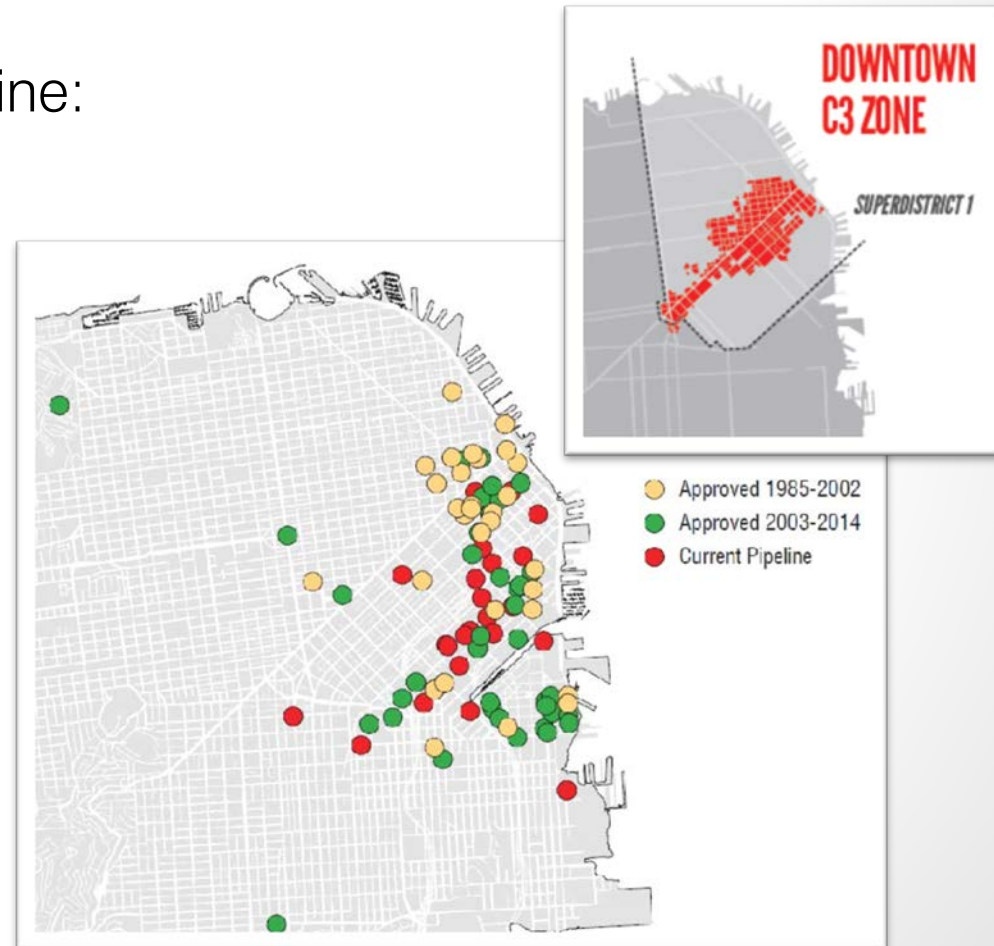 ine:
DOWNTOWN
C3 ZONE
SUPERDISTRICT 1
Approved 1985-2002
Approved 2003-2014
Current Pipeline